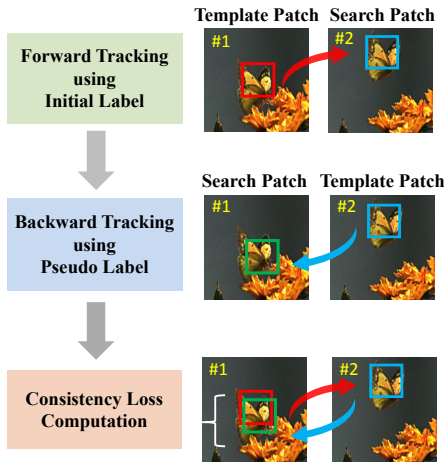 Template Patch Search Patch
Forward Tracking
using
Initial Label
#1 #2
Search Patch Template Patch
Backward Tracking
using
Pseudo Label
#1 #2
Consistency Loss
Computation
#1 #2